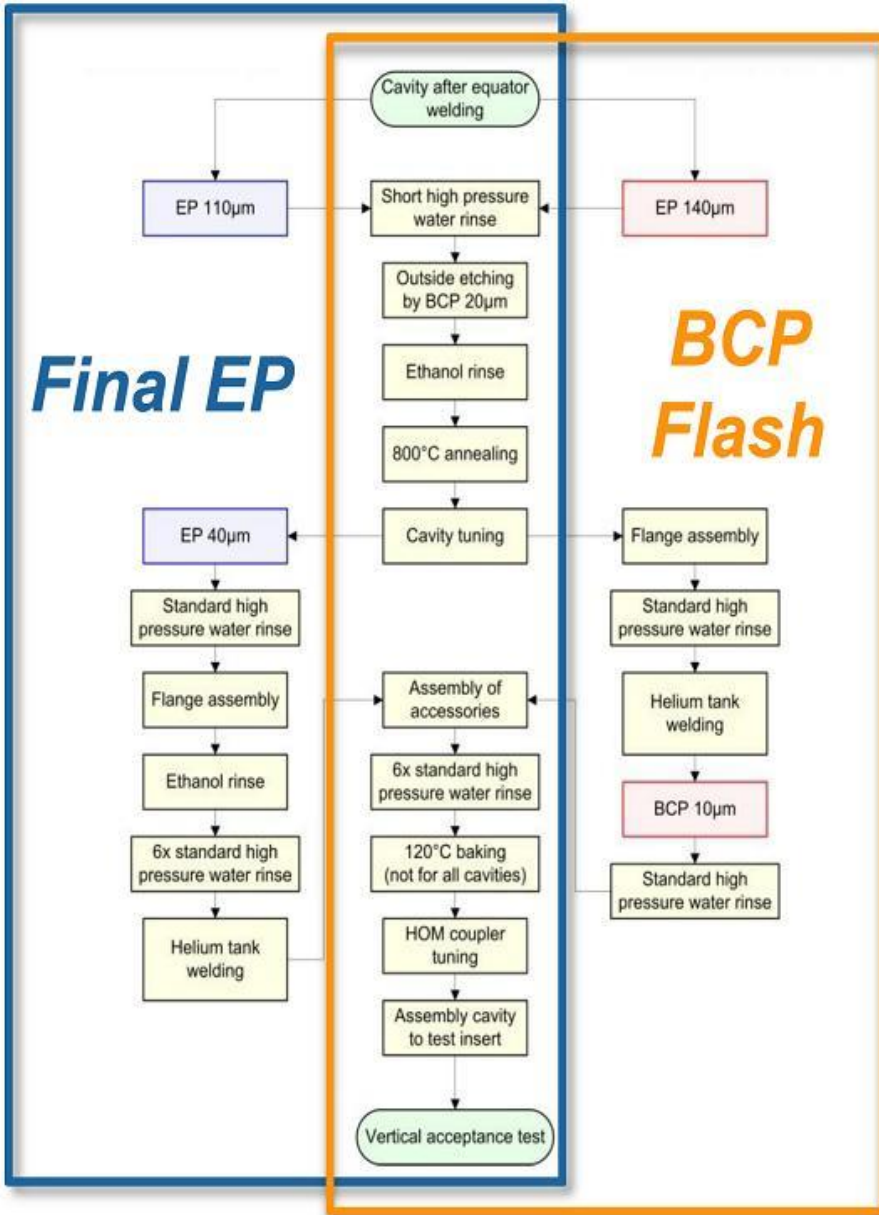 Cavity after equator
welding
EP 110µm
Short high pressure
water rinse
EP 140µm
Outside etching
by BCP 20µm
Final EP
BCP
Flash
Ethanol rinse
800°C annealing
EP 40µm
Cavity tuning
Flange assembly
Standard high
pressure water rinse
Standard high
pressure water rinse
Flange assembly
Assembly of
accessories
Helium tank
welding
Ethanol rinse
6x standard high
pressure water rinse
BCP 10µm
6x standard high
pressure water rinse
120°C baking
(not for all cavities)
Standard high
pressure water rinse
Helium tank
welding
HOM coupler
tuning
Assembly cavity
to test insert
Vertical acceptance test